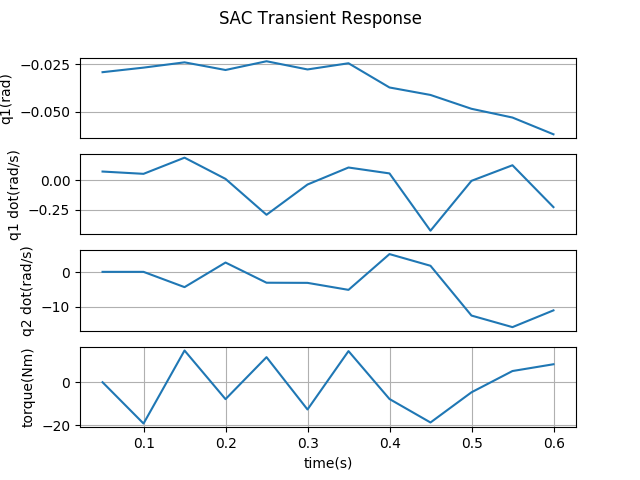 SAC Transient Response
−0.025
−0.050
q1(rad)
0.00
−0.25
q1 dot(rad/s)
0
−10
q2 dot(rad/s)
0
−20
torque(Nm)
0.1 0.2 0.3 0.4 0.5 0.6
time(s)